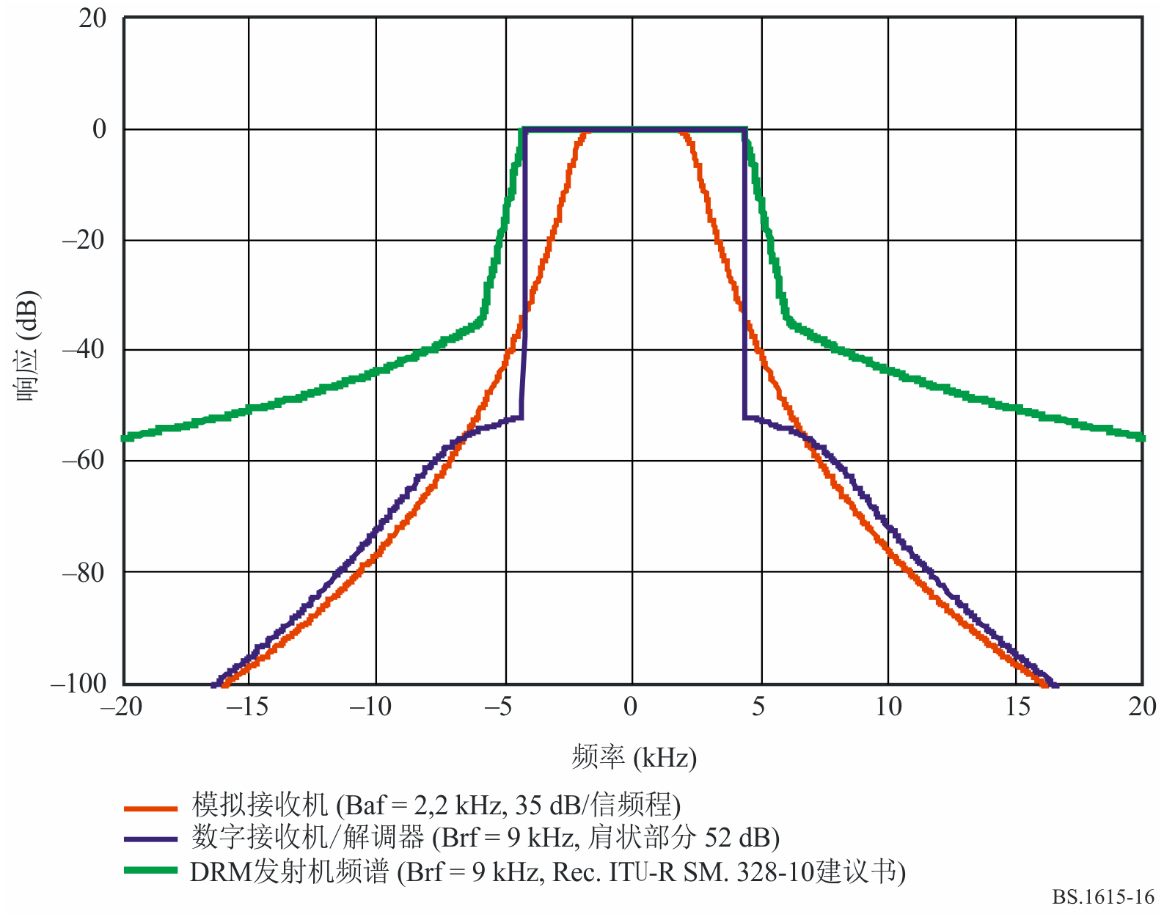 20
0
–20
–40
–60
–80
–100
响应 (dB)
–20 –15 –10 –5 0 5 10 15 20
频率 (kHz)
模拟接收机 (Baf = 2,2 kHz, 35 dB/信频程)
数字接收机/解调器 (Brf = 9 kHz, 肩状部分 52 dB)
DRM发射机频谱 (Brf = 9 kHz, Rec. ITU-R SM. 328-10建议书)
BS.1615-16